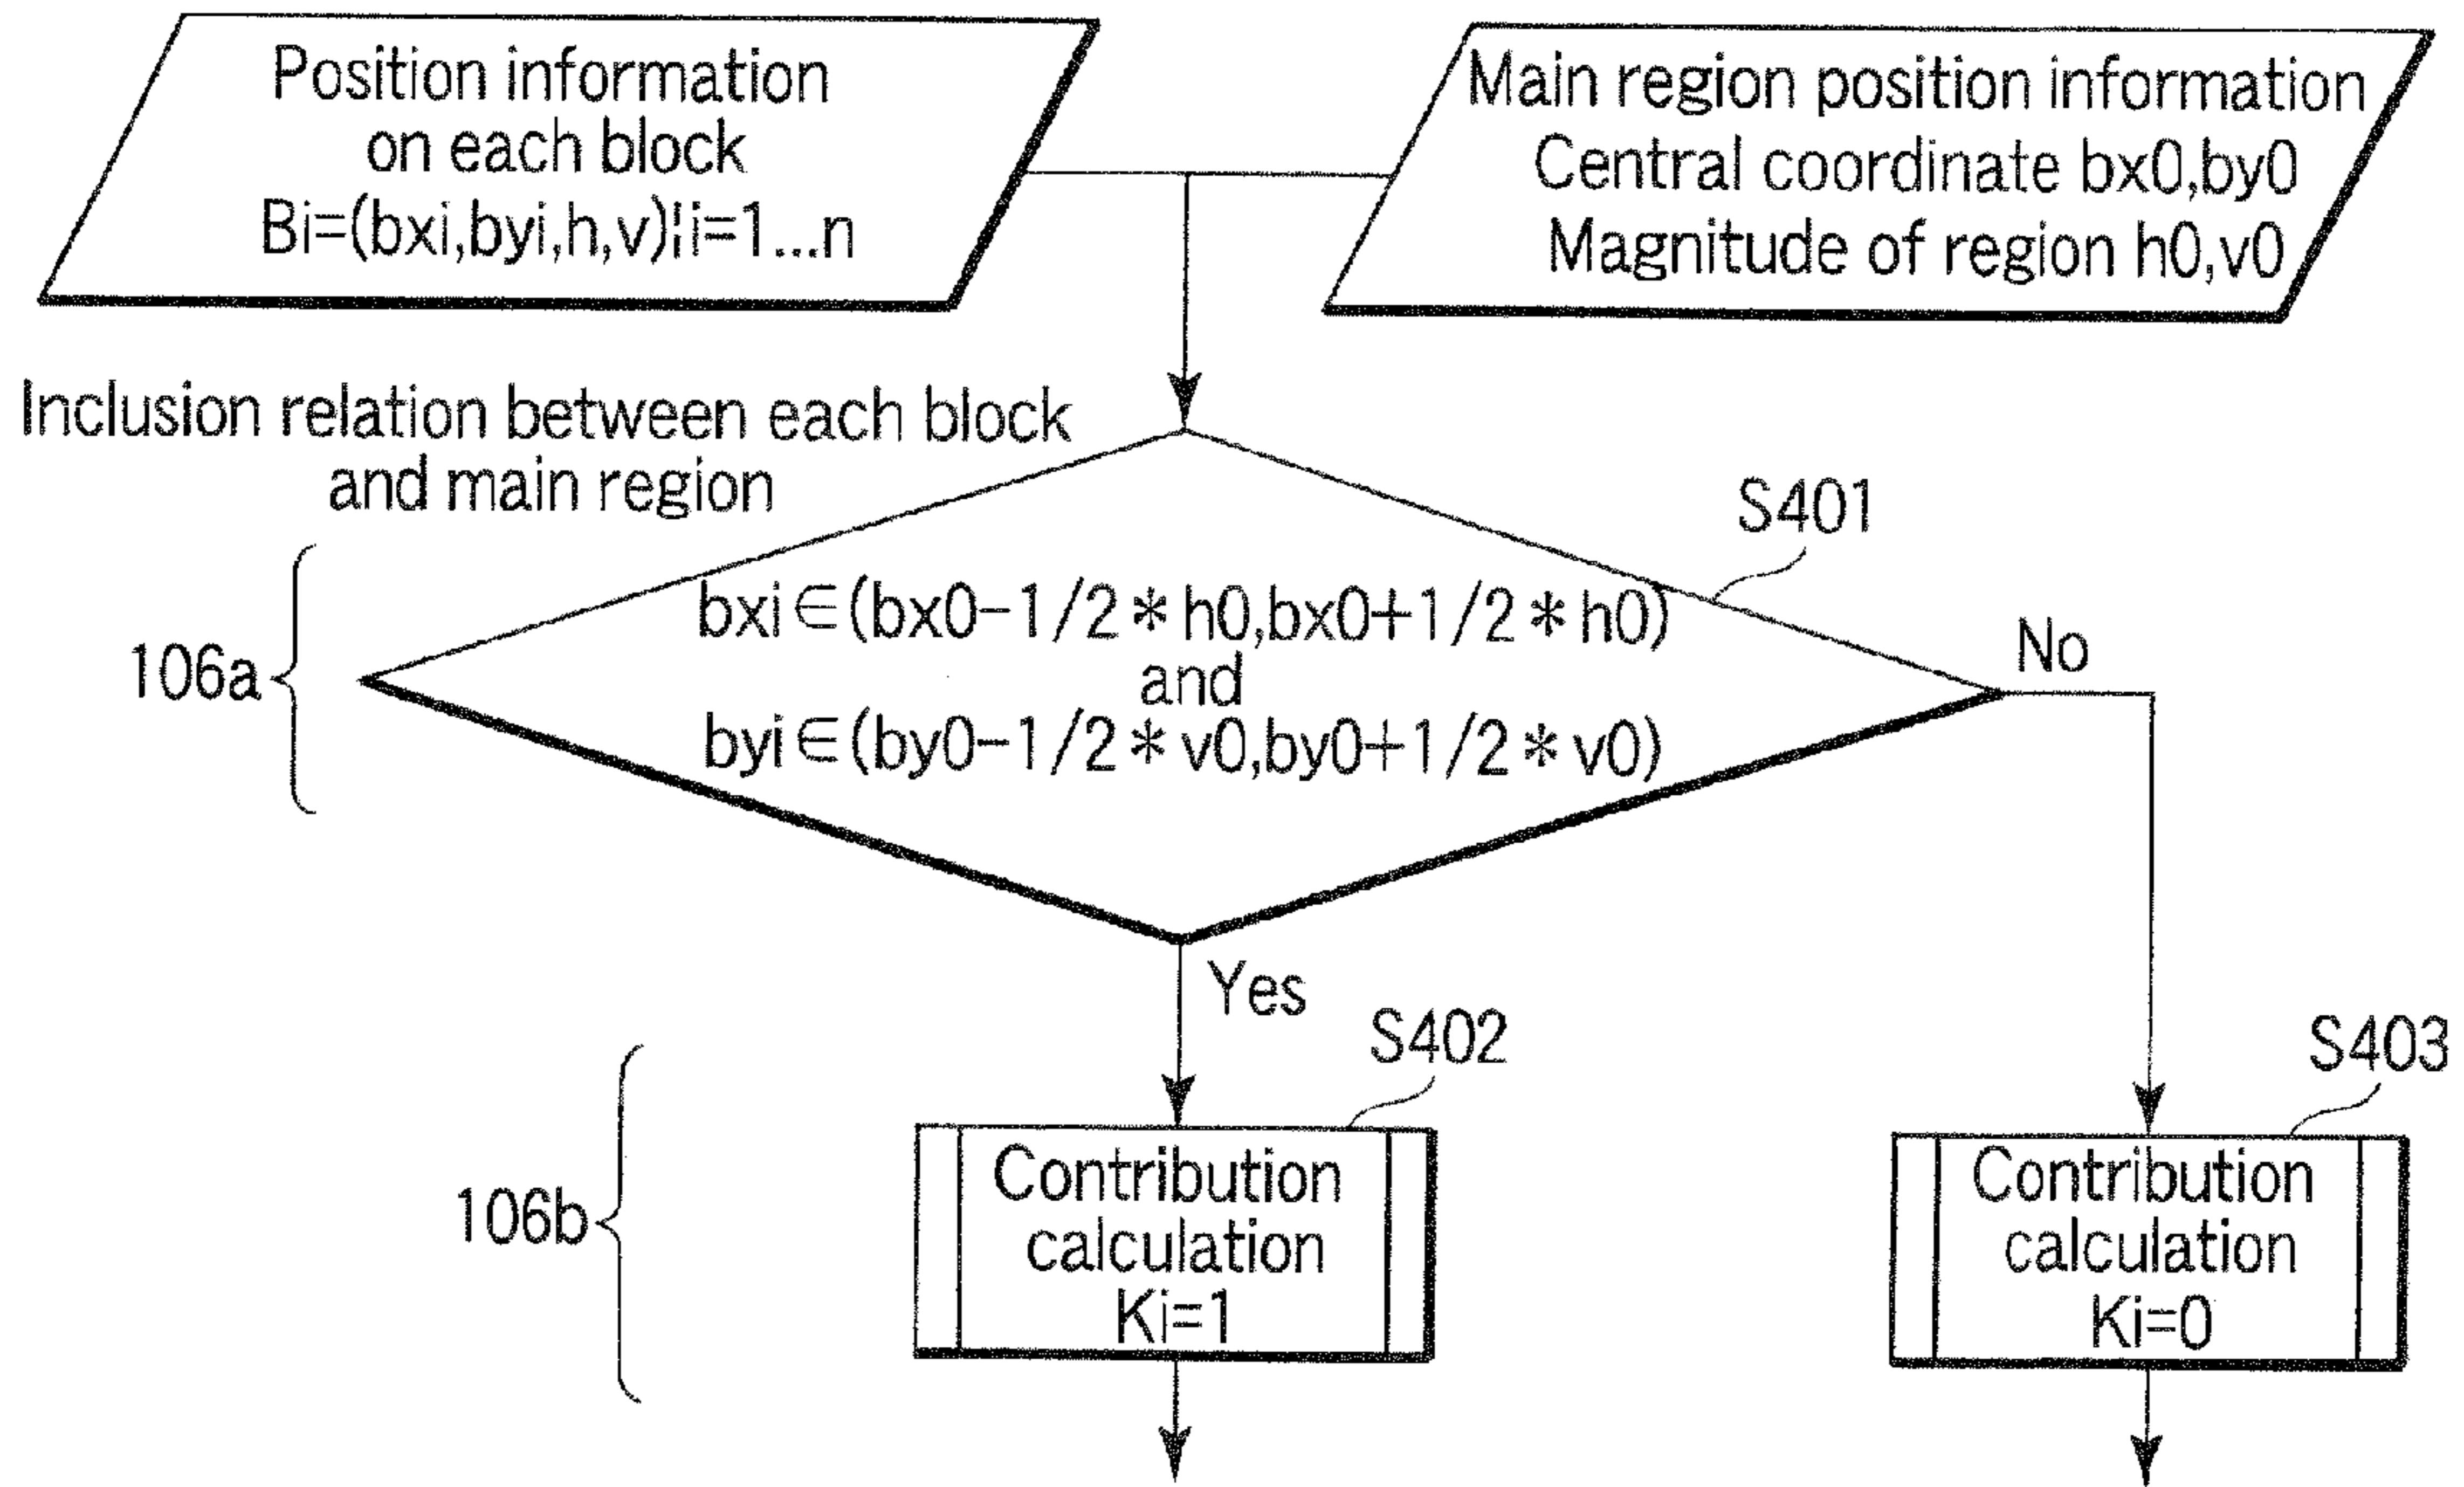 Position information
on each block
Bi=(bxi,byi,h,v)¦i=1...n
Main region position information
Central coordinate bx0,by0
Magnitude of region h0,v0
Inclusion relation between each block
and main region
S401
106a
bxi∈(bx0-1/2*h0,bx0+1/2*h0)
and
byi∈(by0-1/2*v0,by0+1/2*v0)
No
Yes
S402
S403
106b
Contribution
calculation
Ki=1
Contribution
calculation
Ki=0